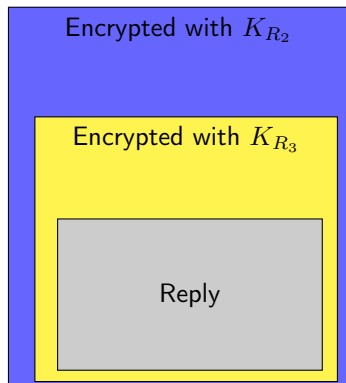 Encrypted with $K_{R_2}$
Encrypted with $K_{R_3}$
Reply